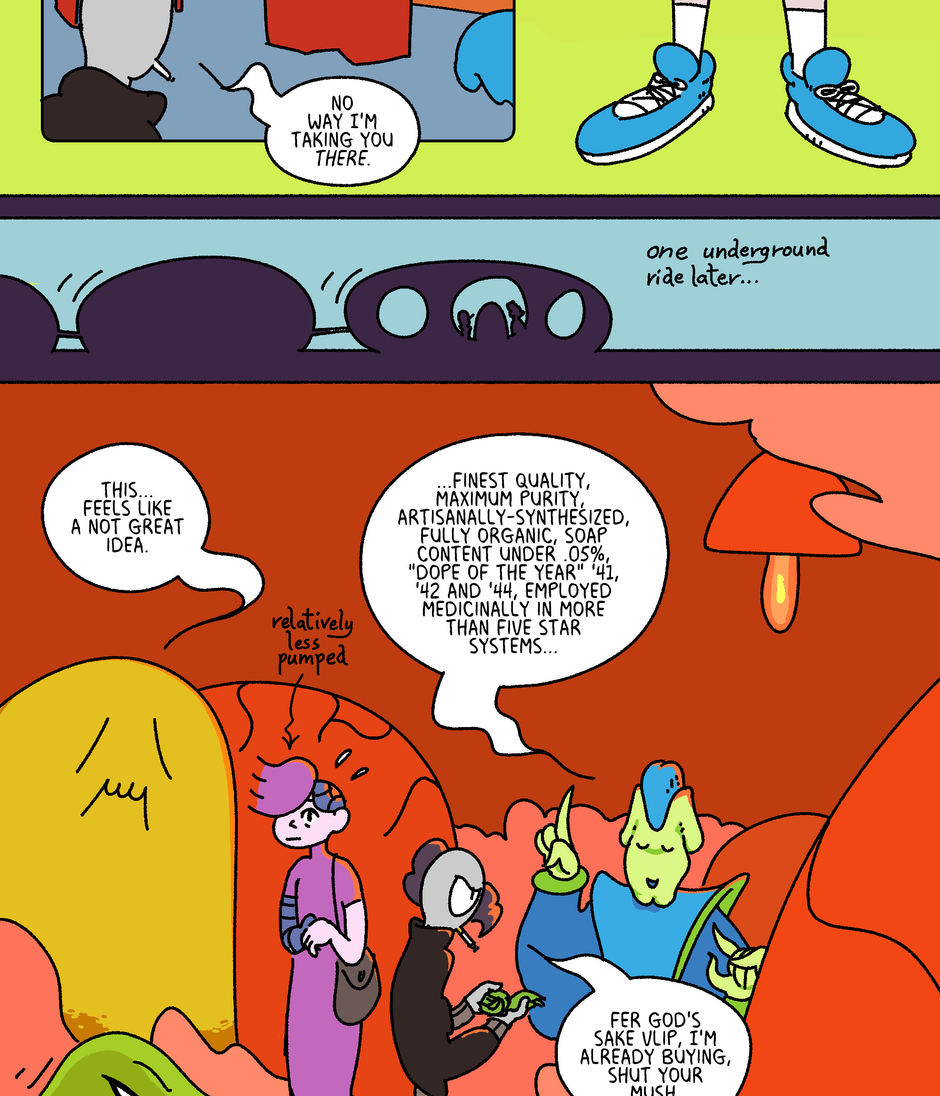 NO
WAY I'M
TAKING YOU
THERE.
one underground
ride later...
THIS...
FEELS LIKE
A NOT GREAT
IDEA.
...FINEST QUALITY,
MAXIMUM PURITY,
ARTISANALLY-SYNTHESIZED,
FULLY ORGANIC, SOAP
CONTENT UNDER .05%,
"DOPE OF THE YEAR" '41,
'42 AND '44, EMPLOYED
MEDICINALLY IN MORE
THAN FIVE STAR
SYSTEMS...
relatively
less
pumped
FER GOD'S
SAKE VLIP, I'M
ALREADY BUYING,
SHUT YOUR
MUSH